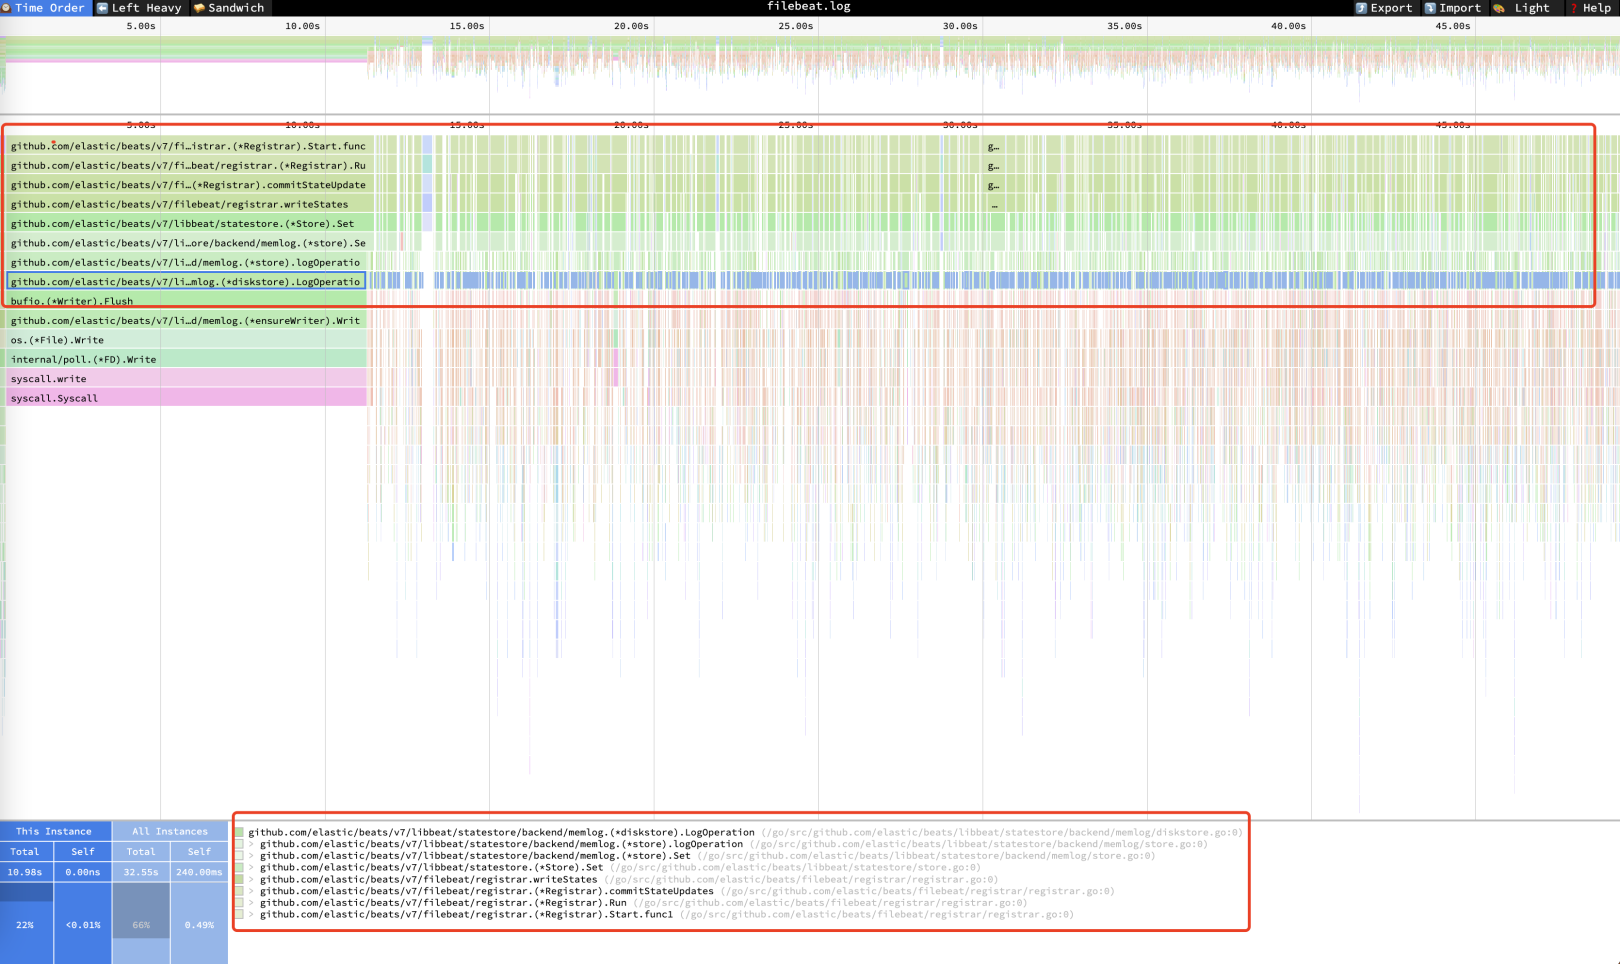 Time Order Left Heavy Sandwich filebeat.log Export Import Light ? Help
5.00s 10.00s 15.00s 20.00s 25.00s 30.00s 35.00s 40.00s 45.00s
5.00s 10.00s 15.00s 20.00s 25.00s 30.00s 35.00s 40.00s 45.00s
github.com/elastic/beats/v7/fi…istrar.(*Registrar).Start.func g…
github.com/elastic/beats/v7/fi…beat/registrar.(*Registrar).Ru g…
github.com/elastic/beats/v7/fi…(*Registrar).commitStateUpdate g…
github.com/elastic/beats/v7/filebeat/registrar.writeStates …
github.com/elastic/beats/v7/libbeat/statestore.(*Store).Set
github.com/elastic/beats/v7/li…ore/backend/memlog.(*store).Se
github.com/elastic/beats/v7/li…d/memlog.(*store).logOperatio
github.com/elastic/beats/v7/li…mlog.(*diskstore).LogOperatio
bufio.(*Writer).Flush
github.com/elastic/beats/v7/li…d/memlog.(*ensureWriter).Writ
os.(*File).Write
internal/poll.(*FD).Write
syscall.write
syscall.Syscall
This Instance All Instances
Total Self Total Self
10.98s 0.00ns 32.55s 240.00ms
22% <0.01% 66% 0.49%
github.com/elastic/beats/v7/libbeat/statestore/backend/memlog.(*diskstore).LogOperation (/go/src/github.com/elastic/beats/libbeat/statestore/backend/memlog/diskstore.go:0)
> github.com/elastic/beats/v7/libbeat/statestore/backend/memlog.(*store).logOperation (/go/src/github.com/elastic/beats/libbeat/statestore/backend/memlog/store.go:0)
> github.com/elastic/beats/v7/libbeat/statestore/backend/memlog.(*store).Set (/go/src/github.com/elastic/beats/libbeat/statestore/backend/memlog/store.go:0)
> github.com/elastic/beats/v7/libbeat/statestore.(*Store).Set (/go/src/github.com/elastic/beats/libbeat/statestore/store.go:0)
> github.com/elastic/beats/v7/filebeat/registrar.writeStates (/go/src/github.com/elastic/beats/filebeat/registrar/registrar.go:0)
> github.com/elastic/beats/v7/filebeat/registrar.(*Registrar).commitStateUpdates (/go/src/github.com/elastic/beats/filebeat/registrar/registrar.go:0)
> github.com/elastic/beats/v7/filebeat/registrar.(*Registrar).Run (/go/src/github.com/elastic/beats/filebeat/registrar/registrar.go:0)
> github.com/elastic/beats/v7/filebeat/registrar.(*Registrar).Start.func1 (/go/src/github.com/elastic/beats/filebeat/registrar/registrar.go:0)